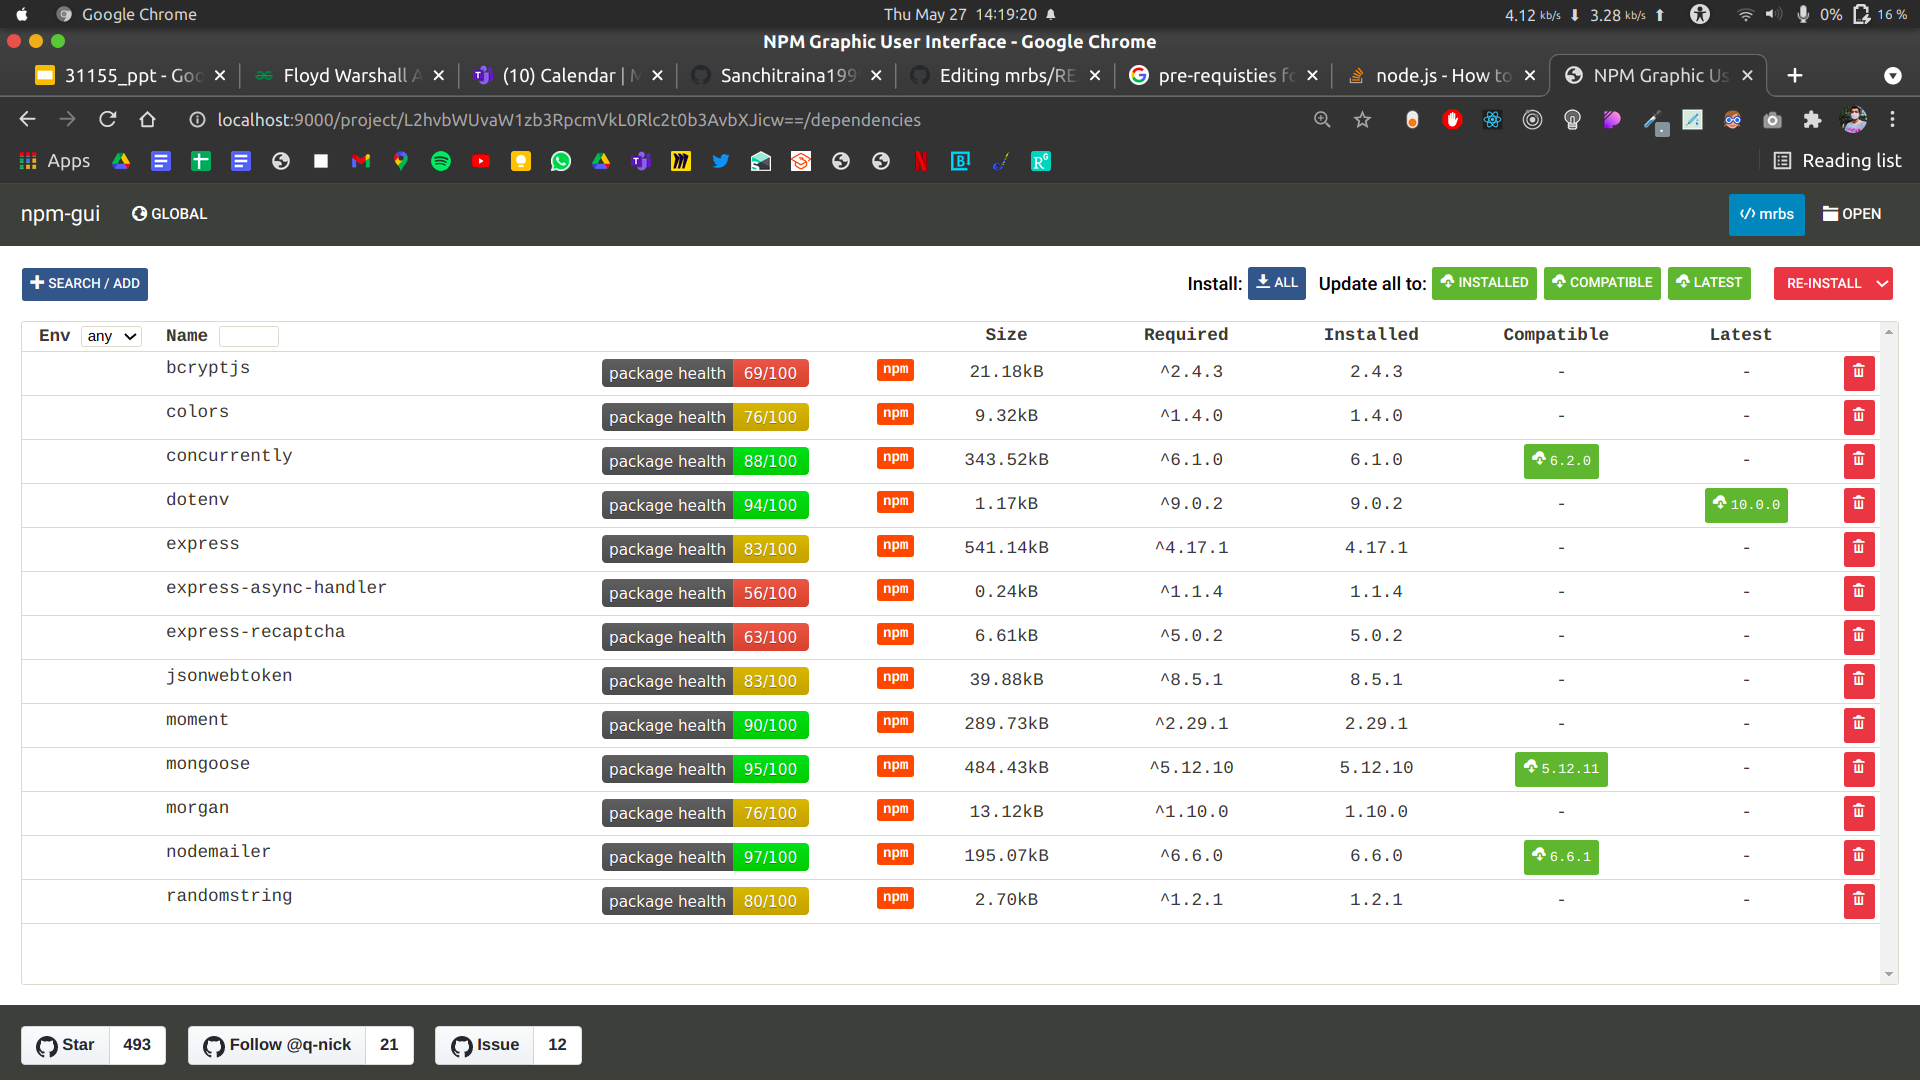 Google Chrome
Thu May 27 14:19:20
4.12 kb/s 3.28 kb/s 0% 16 %
NPM Graphic User Interface - Google Chrome
31155_ppt - Goo
Floyd Warshall A
(10) Calendar | M
Sanchitraina199
Editing mrbs/RE
pre-requisties fo
node.js - How to
NPM Graphic Us
localhost:9000/project/L2hvbWUvaW1zb3RpcmVkL0Rlc2t0b3AvbXJicw==/dependencies
Apps
Reading list
npm-gui GLOBAL
</> mrbs OPEN
SEARCH / ADD
Install: ALL Update all to: INSTALLED COMPATIBLE LATEST RE-INSTALL
Env any Name Size Required Installed Compatible Latest
bcryptjs package health 69/100 npm 21.18kB ^2.4.3 2.4.3 - -
colors package health 76/100 npm 9.32kB ^1.4.0 1.4.0 - -
concurrently package health 88/100 npm 343.52kB ^6.1.0 6.1.0 6.2.0 -
dotenv package health 94/100 npm 1.17kB ^9.0.2 9.0.2 - 10.0.0
express package health 83/100 npm 541.14kB ^4.17.1 4.17.1 - -
express-async-handler package health 56/100 npm 0.24kB ^1.1.4 1.1.4 - -
express-recaptcha package health 63/100 npm 6.61kB ^5.0.2 5.0.2 - -
jsonwebtoken package health 83/100 npm 39.88kB ^8.5.1 8.5.1 - -
moment package health 90/100 npm 289.73kB ^2.29.1 2.29.1 - -
mongoose package health 95/100 npm 484.43kB ^5.12.10 5.12.10 5.12.11 -
morgan package health 76/100 npm 13.12kB ^1.10.0 1.10.0 - -
nodemailer package health 97/100 npm 195.07kB ^6.6.0 6.6.0 6.6.1 -
randomstring package health 80/100 npm 2.70kB ^1.2.1 1.2.1 - -
Star 493 Follow @q-nick 21 Issue 12